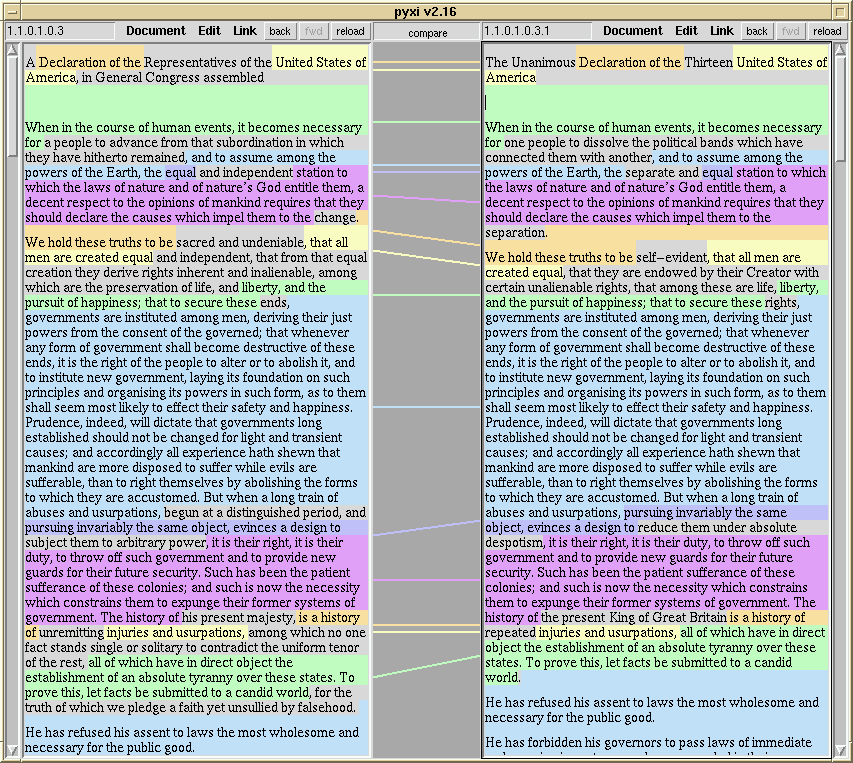 pyxi v2.16
1.1.0.1.0.3 Document Edit Link back fwd reload
compare
1.1.0.1.0.3.1 Document Edit Link back fwd reload
A Declaration of the Representatives of the United States of
America, in General Congress assembled
When in the course of human events, it becomes necessary
for a people to advance from that subordination in which
they have hitherto remained, and to assume among the
powers of the Earth, the equal and independent station to
which the laws of nature and of nature's God entitle them, a
decent respect to the opinions of mankind requires that they
should declare the causes which impel them to the change.
We hold these truths to be sacred and undeniable, that all
men are created equal and independent, that from that equal
creation they derive rights inherent and inalienable, among
which are the preservation of life, and liberty, and the
pursuit of happiness; that to secure these ends,
governments are instituted among men, deriving their just
powers from the consent of the governed; that whenever
any form of government shall become destructive of these
ends, it is the right of the people to alter or to abolish it, and
to institute new government, laying its foundation on such
principles and organising its powers in such form, as to them
shall seem most likely to effect their safety and happiness.
Prudence, indeed, will dictate that governments long
established should not be changed for light and transient
causes; and accordingly all experience hath shewn that
mankind are more disposed to suffer while evils are
sufferable, than to right themselves by abolishing the forms
to which they are accustomed. But when a long train of
abuses and usurpations, begun at a distinguished period, and
pursuing invariably the same object, evinces a design to
subject them to arbitrary power, it is their right, it is their
duty, to throw off such government and to provide new
guards for their future security. Such has been the patient
sufferance of these colonies; and such is now the necessity
which constrains them to expunge their former systems of
government. The history of his present majesty, is a history
of unremitting injuries and usurpations, among which no one
fact stands single or solitary to contradict the uniform tenor
of the rest, all of which have in direct object the
establishment of an absolute tyranny over these states. To
prove this, let facts be submitted to a candid world, for the
truth of which we pledge a faith yet unsullied by falsehood.
He has refused his assent to laws the most wholesome and
necessary for the public good.
The Unanimous Declaration of the Thirteen United States of
America
When in the course of human events, it becomes necessary
for one people to dissolve the political bands which have
connected them with another, and to assume among the
powers of the Earth, the separate and equal station to which
the laws of nature and of nature's God entitle them, a
decent respect to the opinions of mankind requires that they
should declare the causes which impel them to the
separation.
We hold these truths to be self–evident, that all men are
created equal, that they are endowed by their Creator with
certain unalienable rights, that among these are life, liberty,
and the pursuit of happiness; that to secure these rights,
governments are instituted among men, deriving their just
powers from the consent of the governed; that whenever
any form of government shall become destructive of these
ends, it is the right of the people to alter or to abolish it, and
to institute new government, laying its foundation on such
principles and organising its powers in such form, as to them
shall seem most likely to effect their safety and happiness.
Prudence, indeed, will dictate that governments long
established should not be changed for light and transient
causes; and accordingly all experience hath shewn that
mankind are more disposed to suffer while evils are
sufferable, than to right themselves by abolishing the forms
to which they are accustomed. But when a long train of
abuses and usurpations, pursuing invariably the same
object, evinces a design to reduce them under absolute
despotism, it is their right, it is their duty, to throw off such
government and to provide new guards for their future
security. Such has been the patient sufferance of these
colonies; and such is now the necessity which constrains
them to expunge their former systems of government. The
history of the present King of Great Britain is a history of
repeated injuries and usurpations, all of which have in direct
object the establishment of an absolute tyranny over these
states. To prove this, let facts be submitted to a candid
world.
He has refused his assent to laws the most wholesome and
necessary for the public good.
He has forbidden his governors to pass laws of immediate